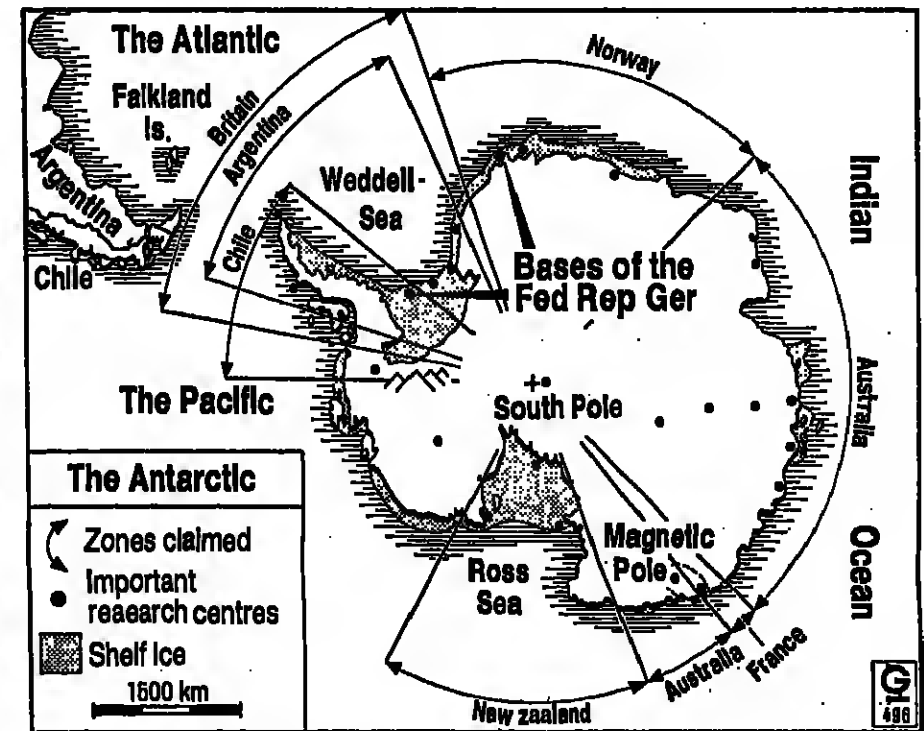 The Atlantic
Falkland
Is.
Argentina
Chile
Britain
Argentina
Chile
Weddell-
Sea
Norway
Indian
Bases of the
Fed Rep Ger
Australia
The Pacific
South Pole
The Antarctic
Zones claimed
Important
reaearch centres
Shelf Ice
1500 km
Ross
Sea
Magnetic
Pole
Ocean
New zaaland
Australia
France
496